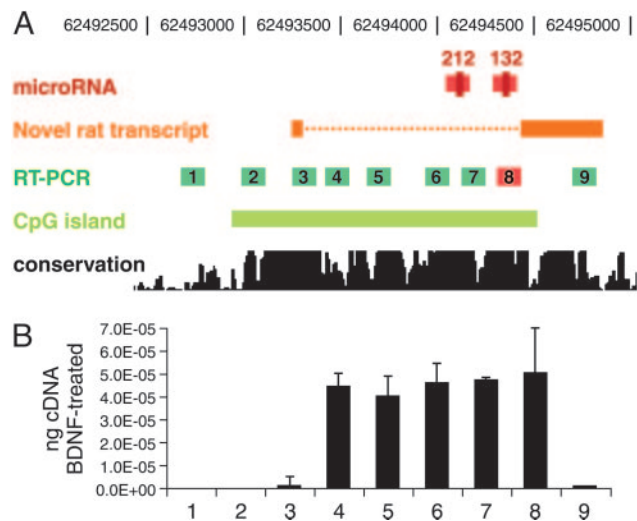 A 62492500 | 62493000 | 62493500 | 62494000 | 62494500 | 62495000 |
212 132
microRNA
Novel rat transcript
RT-PCR 1 2 3 4 5 6 7 8 9
CpG island
conservation
B
ng cDNA
BDNF-treated
7.0E-05
6.0E-05
5.0E-05
4.0E-05
3.0E-05
2.0E-05
1.0E-05
0.0E+00
1 2 3 4 5 6 7 8 9